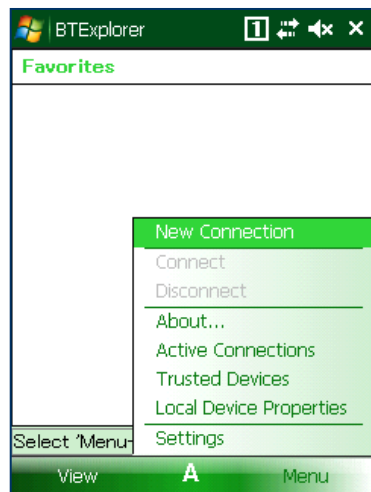 BTExplorer
1
Favorites
New Connection
Connect
Disconnect
About...
Active Connections
Trusted Devices
Local Device Properties
Settings
Select 'Menu-
View A Menu